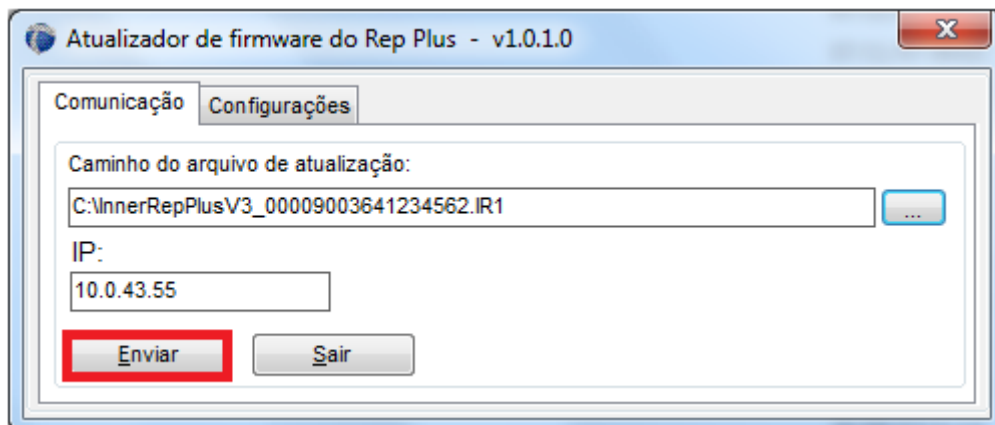 Atualizador de firmware do Rep Plus - v1.0.1.0
Comunicação Configurações
Caminho do arquivo de atualização:
C:\InnerRepPlusV3_00009003641234562.IR1 ...
IP:
10.0.43.55
Enviar Sair